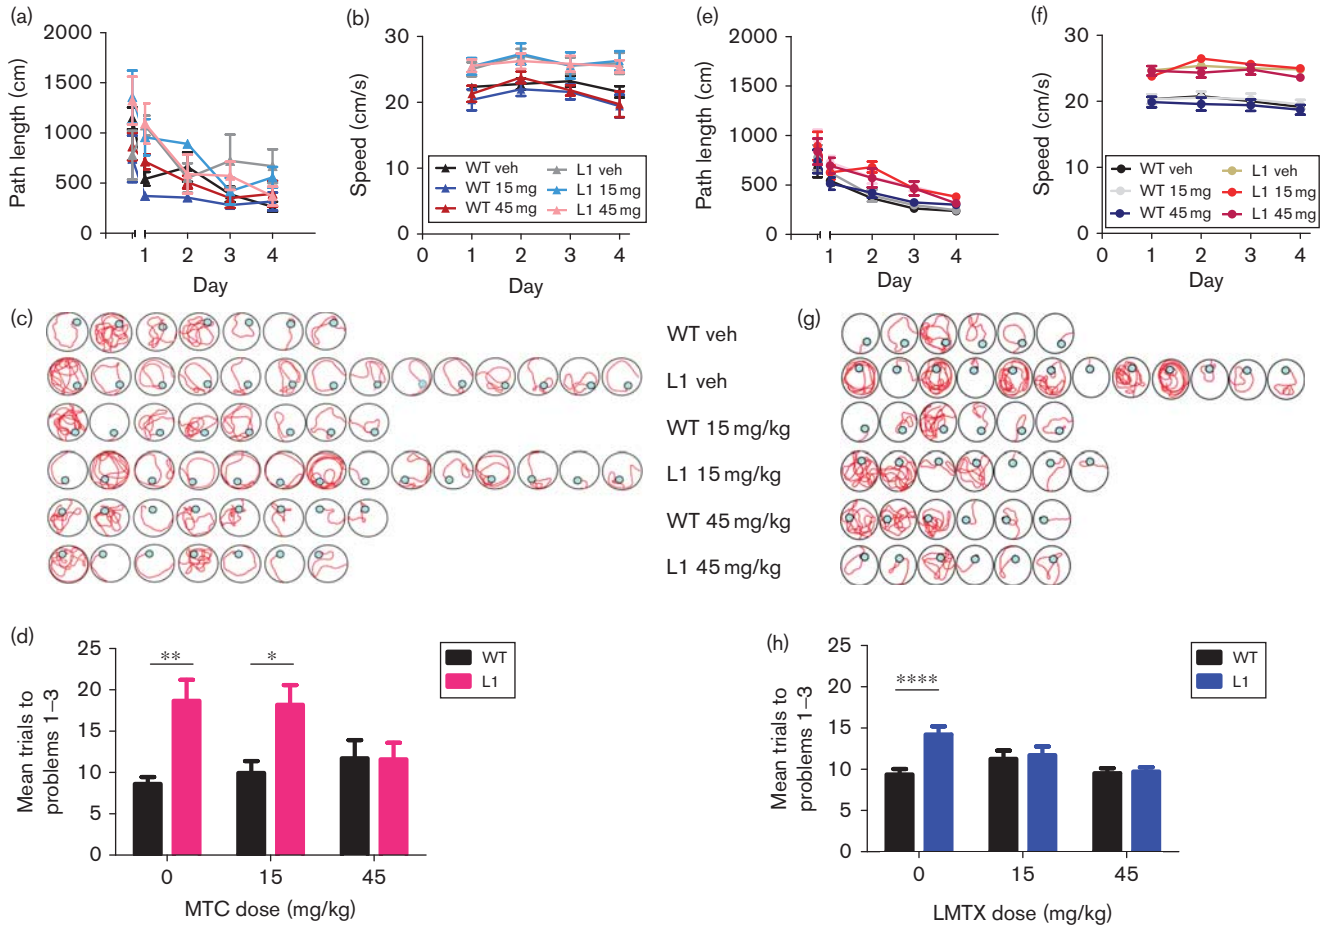 (a)
2000
1500
1000
500
0
Path length (cm)
1 2 3 4
Day
(b)
30
20
10
0
Speed (cm/s)
WT veh
WT 15 mg
WT 45 mg
L1 veh
L1 15 mg
L1 45 mg
0 1 2 3 4
Day
(e)
2000
1500
1000
500
0
Path length (cm)
1 2 3 4
Day
(f)
30
20
10
0
Speed (cm/s)
WT veh
WT 15 mg
WT 45 mg
L1 veh
L1 15 mg
L1 45 mg
0 1 2 3 4
Day
(c)
WT veh
L1 veh
WT 15 mg/kg
L1 15 mg/kg
WT 45 mg/kg
L1 45 mg/kg
(g)
(d)
25
20
15
10
5
0
Mean trials to
problems 1–3
** *
WT
L1
0 15 45
MTC dose (mg/kg)
(h)
25
20
15
10
5
0
Mean trials to
problems 1–3
****
WT
L1
0 15 45
LMTX dose (mg/kg)